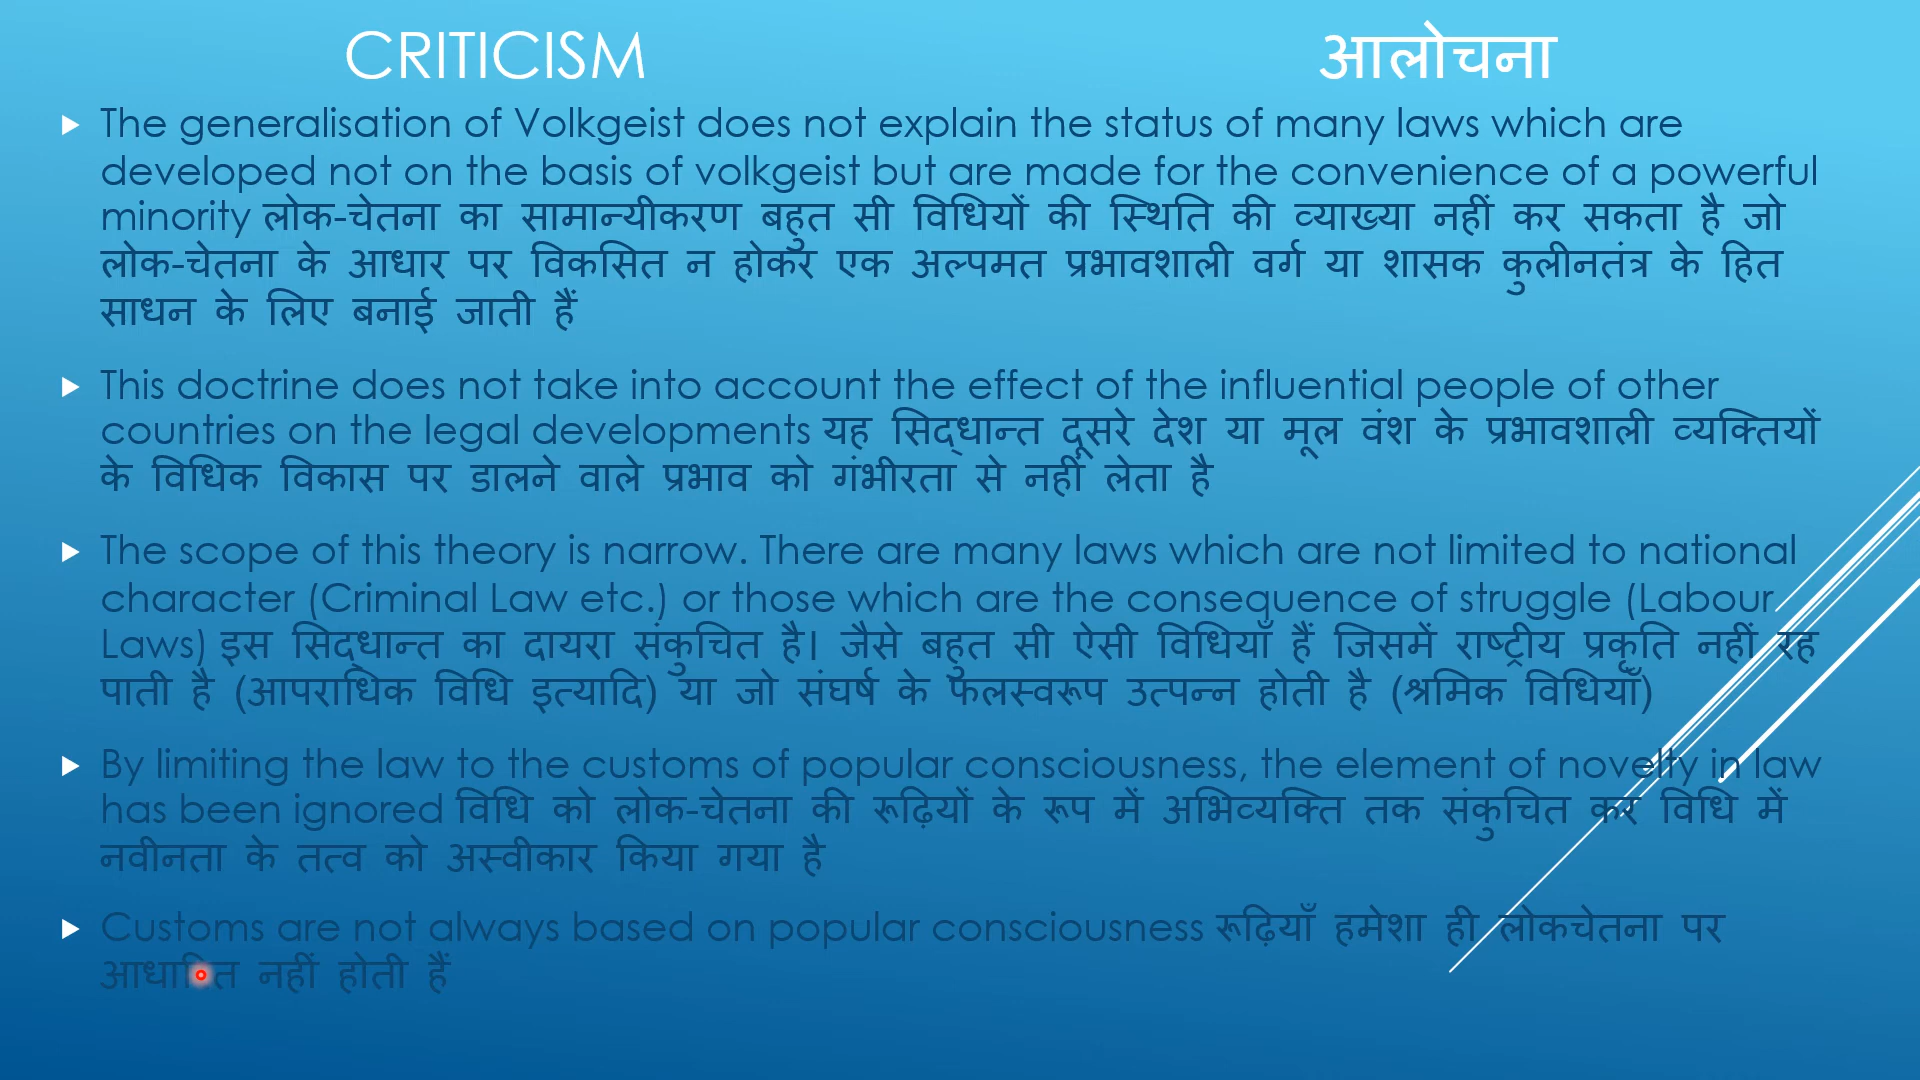 CRITICISM आलोचना
The generalisation of Volkgeist does not explain the status of many laws which are
developed not on the basis of volkgeist but are made for the convenience of a powerful
minority लोक-चेतना का सामान्यीकरण बहुत सी विधियों की स्थिति की व्याख्या नहीं कर सकता है जो
लोक-चेतना के आधार पर विकसित न होकर एक अल्पमत प्रभावशाली वर्ग या शासक कुलीनतंत्र के हित
साधन के लिए बनाई जाती हैं
This doctrine does not take into account the effect of the influential people of other
countries on the legal developments यह सिद्धान्त दूसरे देश या मूल वंश के प्रभावशाली व्यक्तियों
के विधिक विकास पर डालने वाले प्रभाव को गंभीरता से नहीं लेता है
The scope of this theory is narrow. There are many laws which are not limited to national
character (Criminal Law etc.) or those which are the consequence of struggle (Labour
Laws) इस सिद्धान्त का दायरा संकुचित है। जैसे बहुत सी ऐसी विधियाँ हैं जिसमें राष्ट्रीय प्रकृति नहीं रह
पाती है (आपराधिक विधि इत्यादि) या जो संघर्ष के फलस्वरूप उत्पन्न होती है (श्रमिक विधियाँ)
By limiting the law to the customs of popular consciousness, the element of novelty in law
has been ignored विधि को लोक-चेतना की रूढ़ियों के रूप में अभिव्यक्ति तक संकुचित कर विधि में
नवीनता के तत्व को अस्वीकार किया गया है
Customs are not always based on popular consciousness रूढ़ियाँ हमेशा ही लोकचेतना पर
आधारित नहीं होती हैं